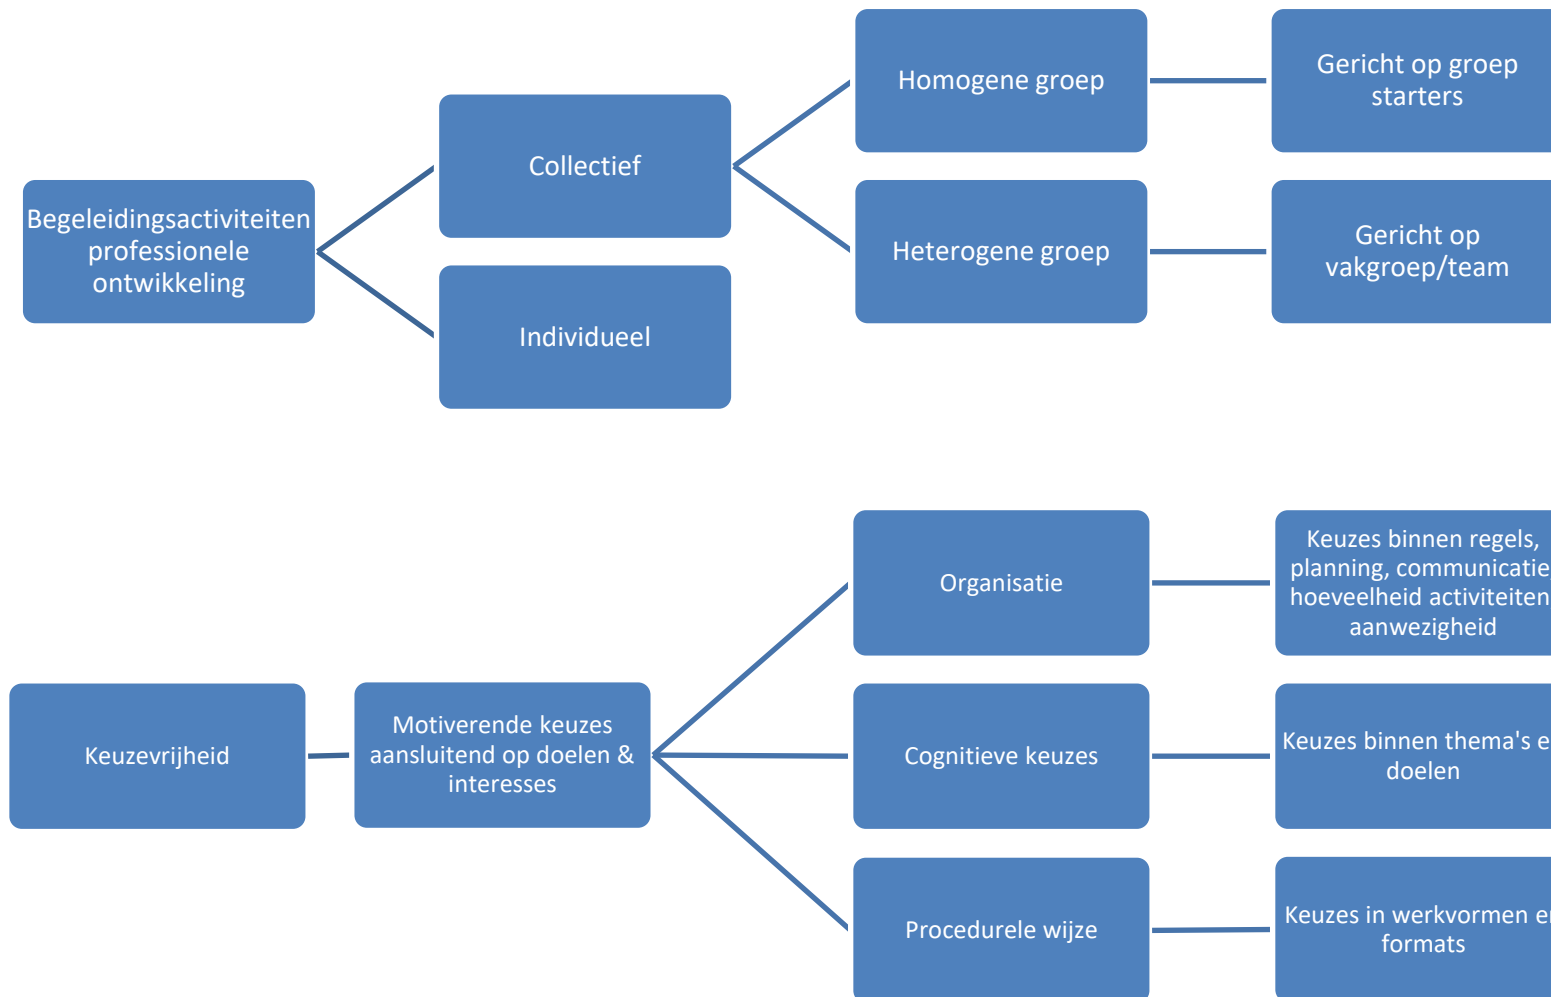 Begeleidingsactiviteiten
professionele
ontwikkeling
Collectief
Individueel
Homogene groep
Heterogene groep
Gericht op groep
starters
Gericht op
vakgroep/team
Keuzevrijheid
Motiverende keuzes
aansluitend op doelen &
interesses
Organisatie
Cognitieve keuzes
Procedurele wijze
Keuzes binnen regels,
planning, communicatie
hoeveelheid activiteiten
aanwezigheid
Keuzes binnen thema's e
doelen
Keuzes in werkvormen e
formats